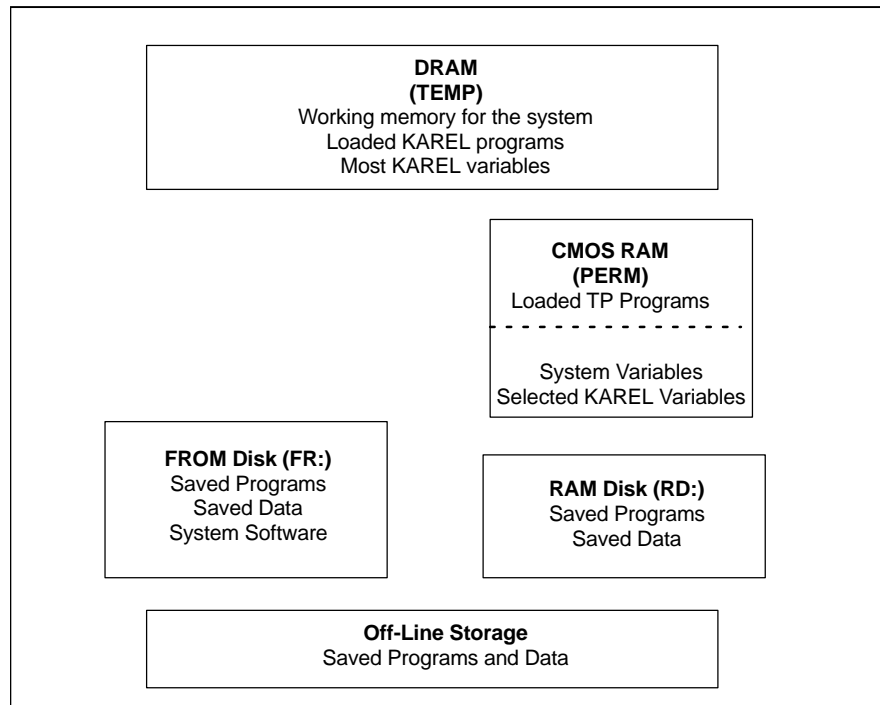 DRAM
(TEMP)
Working memory for the system
Loaded KAREL programs
Most KAREL variables
CMOS RAM
(PERM)
Loaded TP Programs
System Variables
Selected KAREL Variables
FROM Disk (FR:)
Saved Programs
Saved Data
System Software
RAM Disk (RD:)
Saved Programs
Saved Data
Off-Line Storage
Saved Programs and Data